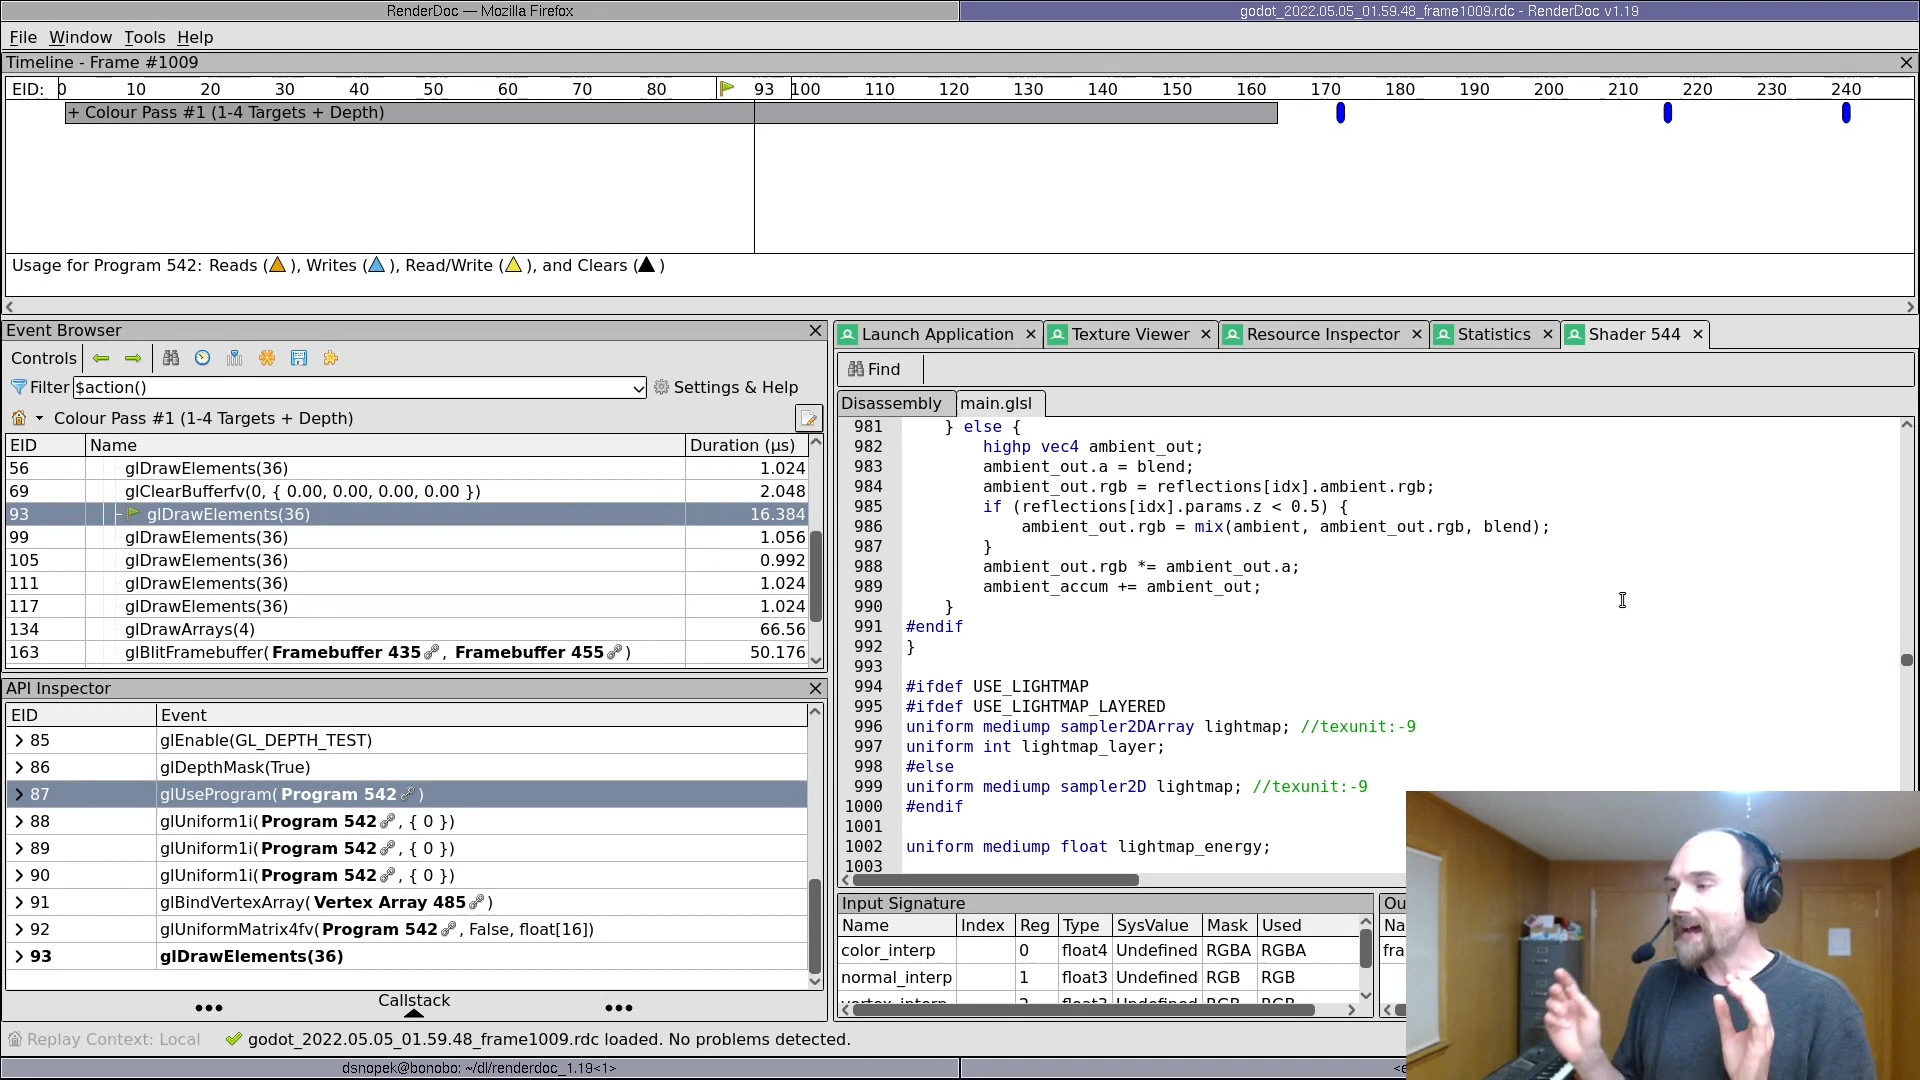 RenderDoc — Mozilla Firefox
godot_2022.05.05_01.59.48_frame1009.rdc - RenderDoc v1.19
File Window Tools Help
Timeline - Frame #1009
EID: 0 10 20 30 40 50 60 70 80 93 100 110 120 130 140 150 160 170 180 190 200 210 220 230 240
+ Colour Pass #1 (1-4 Targets + Depth)
Usage for Program 542: Reads ( ), Writes ( ), Read/Write ( ), and Clears ( )
Event Browser
Controls
Filter $action() Settings & Help
Colour Pass #1 (1-4 Targets + Depth)
EID Name Duration (µs)
56 glDrawElements(36) 1.024
69 glClearBufferfv(0, { 0.00, 0.00, 0.00, 0.00 }) 2.048
93 glDrawElements(36) 16.384
99 glDrawElements(36) 1.056
105 glDrawElements(36) 0.992
111 glDrawElements(36) 1.024
117 glDrawElements(36) 1.024
134 glDrawArrays(4) 66.56
163 glBlitFramebuffer(Framebuffer 435, Framebuffer 455) 50.176
API Inspector
EID Event
85 glEnable(GL_DEPTH_TEST)
86 glDepthMask(True)
87 glUseProgram(Program 542)
88 glUniform1i(Program 542, { 0 })
89 glUniform1i(Program 542, { 0 })
90 glUniform1i(Program 542, { 0 })
91 glBindVertexArray(Vertex Array 485)
92 glUniformMatrix4fv(Program 542, False, float[16])
93 glDrawElements(36)
Callstack
Launch Application Texture Viewer Resource Inspector Statistics Shader 544
Find
Disassembly main.glsl
981 } else {
982 highp vec4 ambient_out;
983 ambient_out.a = blend;
984 ambient_out.rgb = reflections[idx].ambient.rgb;
985 if (reflections[idx].params.z < 0.5) {
986 ambient_out.rgb = mix(ambient, ambient_out.rgb, blend);
987 }
988 ambient_out.rgb *= ambient_out.a;
989 ambient_accum += ambient_out;
990 }
991 #endif
992 }
993
994 #ifdef USE_LIGHTMAP
995 #ifdef USE_LIGHTMAP_LAYERED
996 uniform mediump sampler2DArray lightmap; //texunit:-9
997 uniform int lightmap_layer;
998 #else
999 uniform mediump sampler2D lightmap; //texunit:-9
1000 #endif
1001
1002 uniform mediump float lightmap_energy;
1003
Input Signature
Name Index Reg Type SysValue Mask Used
color_interp 0 float4 Undefined RGBA RGBA
normal_interp 1 float3 Undefined RGB RGB
Ou
Na
fra
Replay Context: Local
godot_2022.05.05_01.59.48_frame1009.rdc loaded. No problems detected.
dsnopek@bonobo: ~/dl/renderdoc_1.19<1>
<e